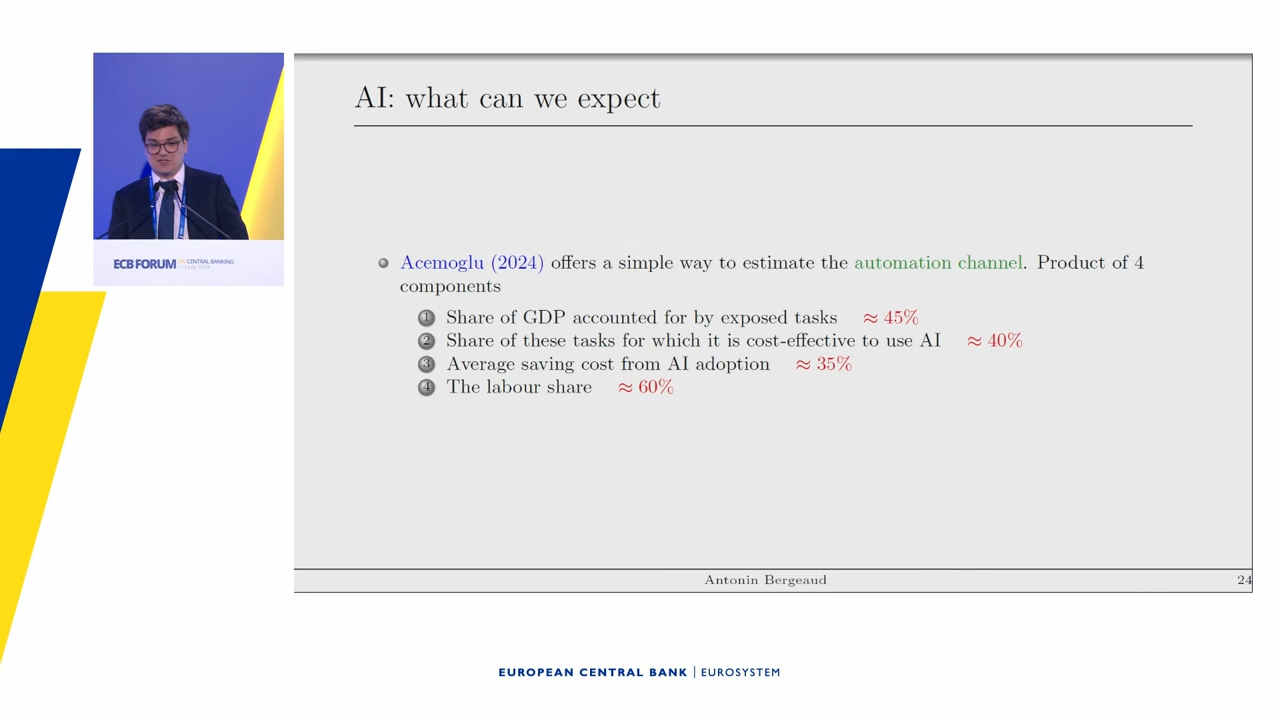 AI: what can we expect
Acemoglu (2024) offers a simple way to estimate the automation channel. Product of 4
components
1 Share of GDP accounted for by exposed tasks ≈ 45%
2 Share of these tasks for which it is cost-effective to use AI ≈ 40%
3 Average saving cost from AI adoption ≈ 35%
4 The labour share ≈ 60%
Antonin Bergeaud
24
ECB FORUM
CENTRAL BANKING
EUROPEAN CENTRAL BANK | EUROSYSTEM